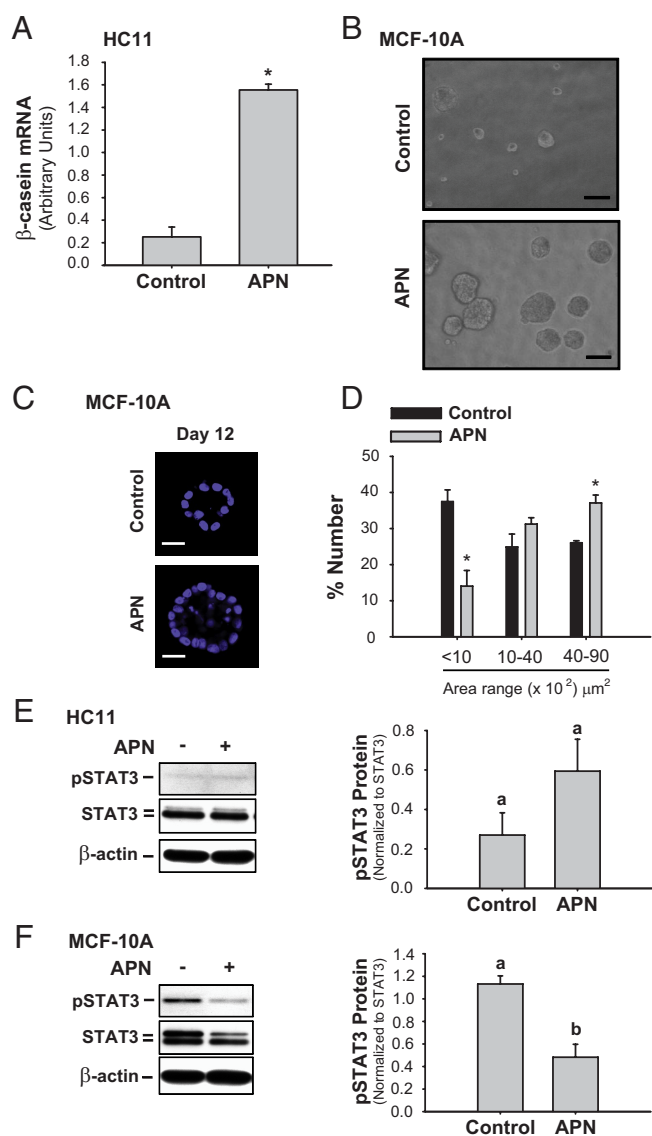 A
HC11
β-casein mRNA
(Arbitrary Units)
1.8
1.6
1.4
1.2
1.0
0.8
0.6
0.4
0.2
0.0
*
Control
APN
B
MCF-10A
Control
APN
C
MCF-10A
Day 12
Control
APN
D
Control
APN
% Number
50
40
30
20
10
0
*
*
<10
10-40
40-90
Area range (x 10²) μm²
E
HC11
APN - +
pSTAT3
STAT3
β-actin
pSTAT3 Protein
(Normalized to STAT3)
0.8
0.6
0.4
0.2
0.0
a
a
Control
APN
F
MCF-10A
APN - +
pSTAT3
STAT3
β-actin
pSTAT3 Protein
(Normalized to STAT3)
1.4
1.2
1.0
0.8
0.6
0.4
0.2
0.0
a
b
Control
APN